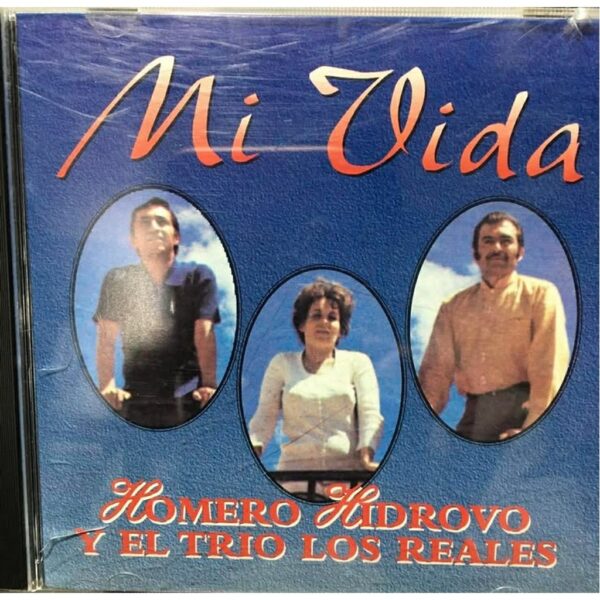 Mi Vida
HOMERO HIDROVO
Y EL TRIO LOS REALES